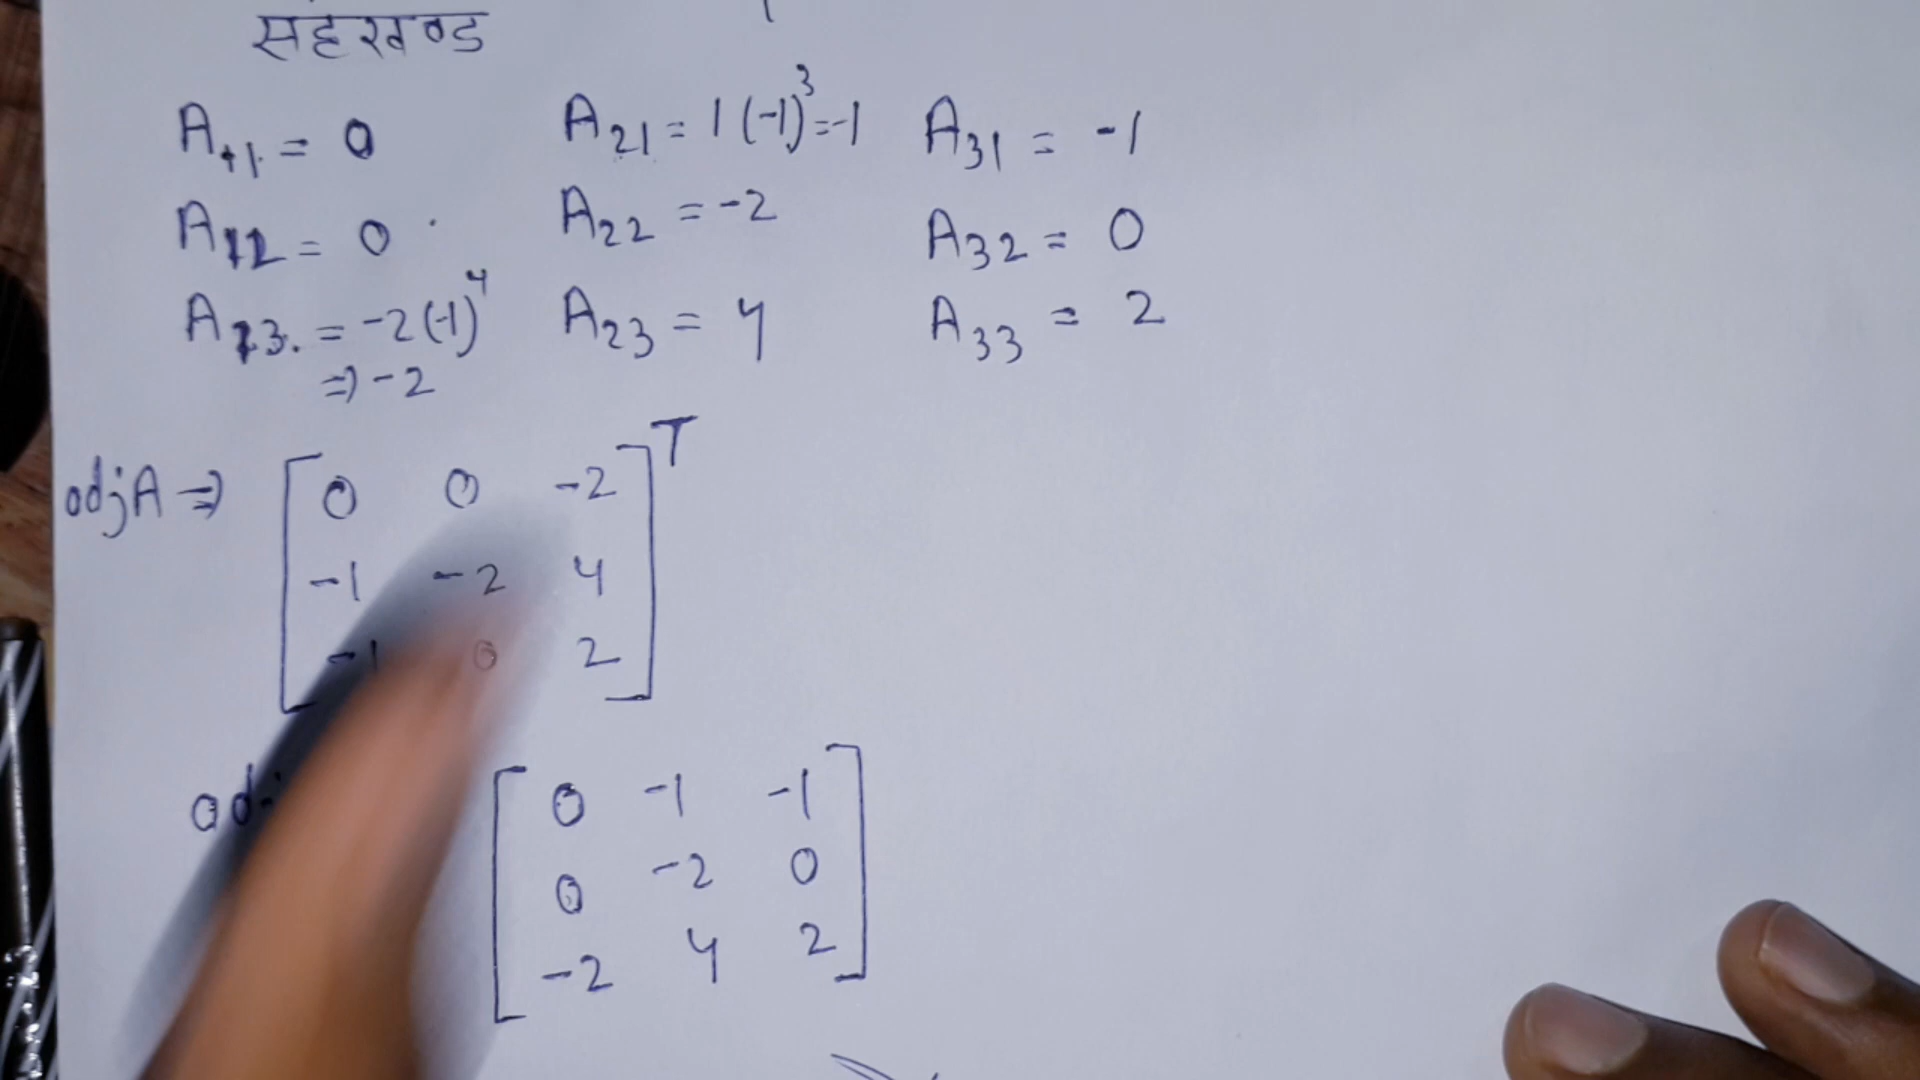 सहखण्ड
A₁₁ = 0 A₂₁ = 1(-1)³ = -1 A₃₁ = -1
A₁₂ = 0 A₂₂ = -2 A₃₂ = 0
A₁₃. = -2(-1)⁴ A₂₃ = 4 A₃₃ = 2
⇒ -2
adjA ⇒ [ 0 0 -2 ]ᵀ
-1 -2 4
-1 0 2
0 -1 -1
0 -2 0
-2 4 2